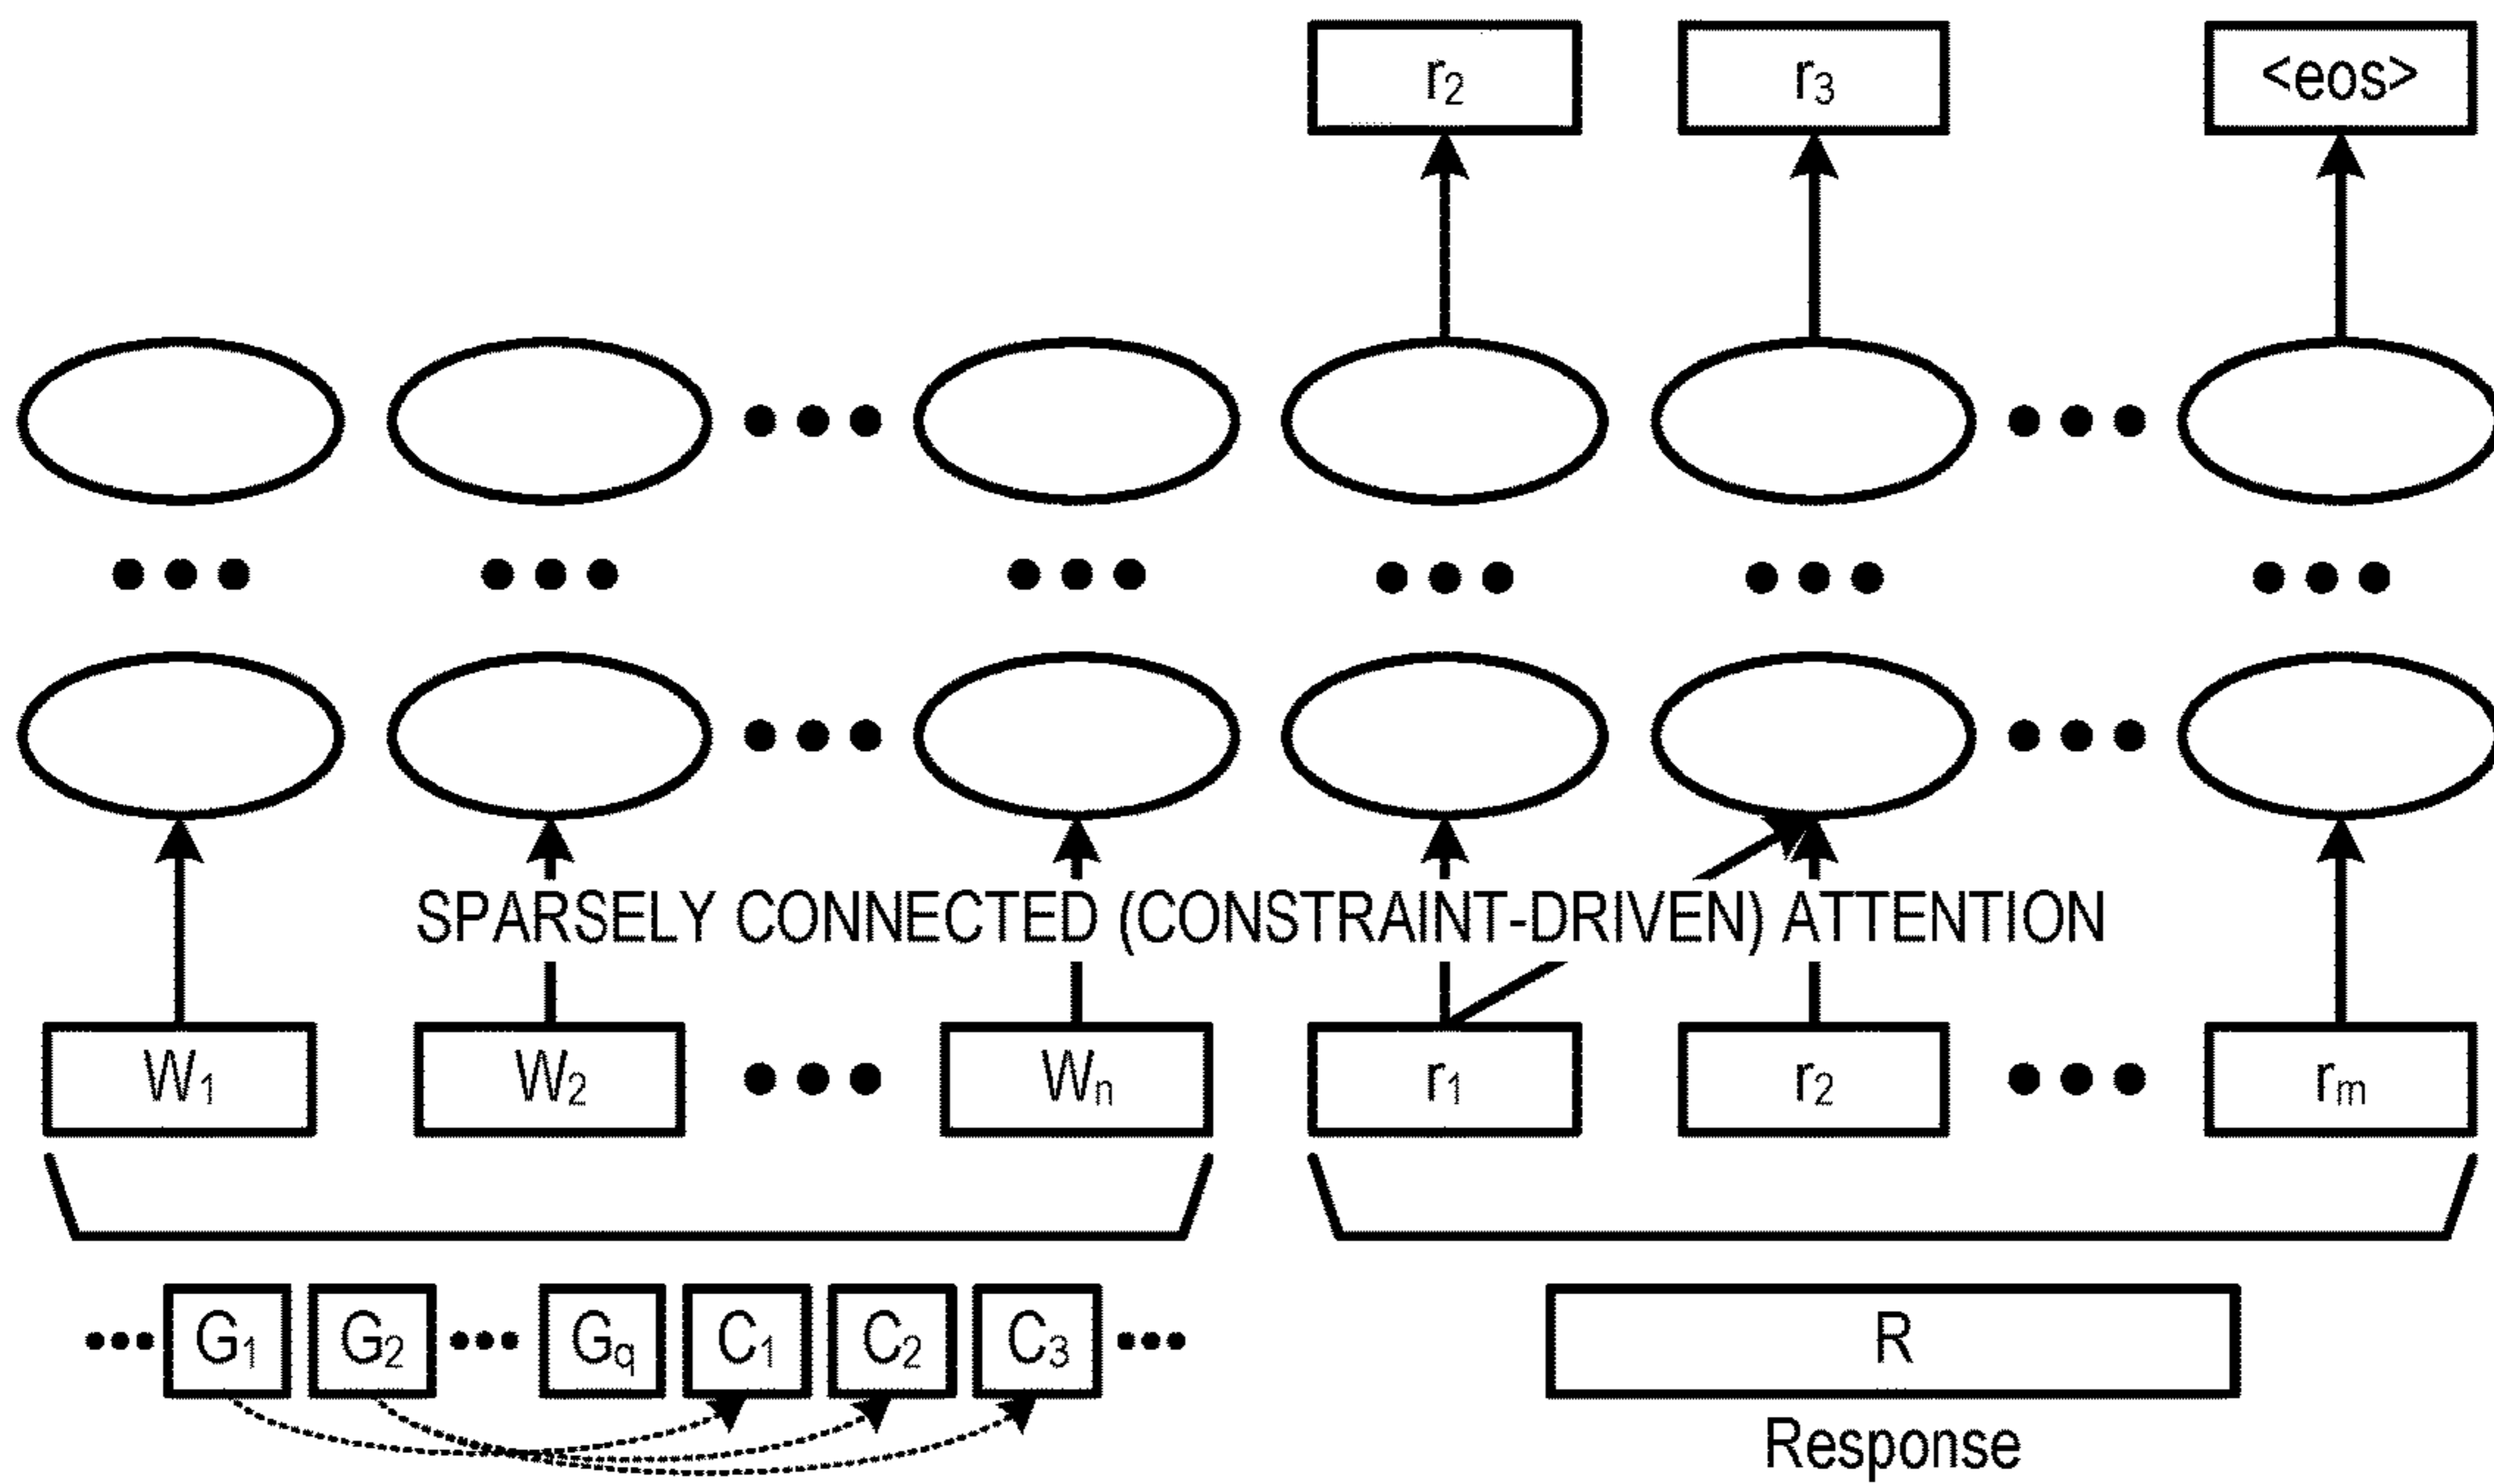 r₂ r₃ <eos>
SPARSELY CONNECTED (CONSTRAINT-DRIVEN) ATTENTION
W₁ W₂ Wₙ r₁ r₂ rₘ
G₁ G₂ G_q C₁ C₂ C₃ R
Response